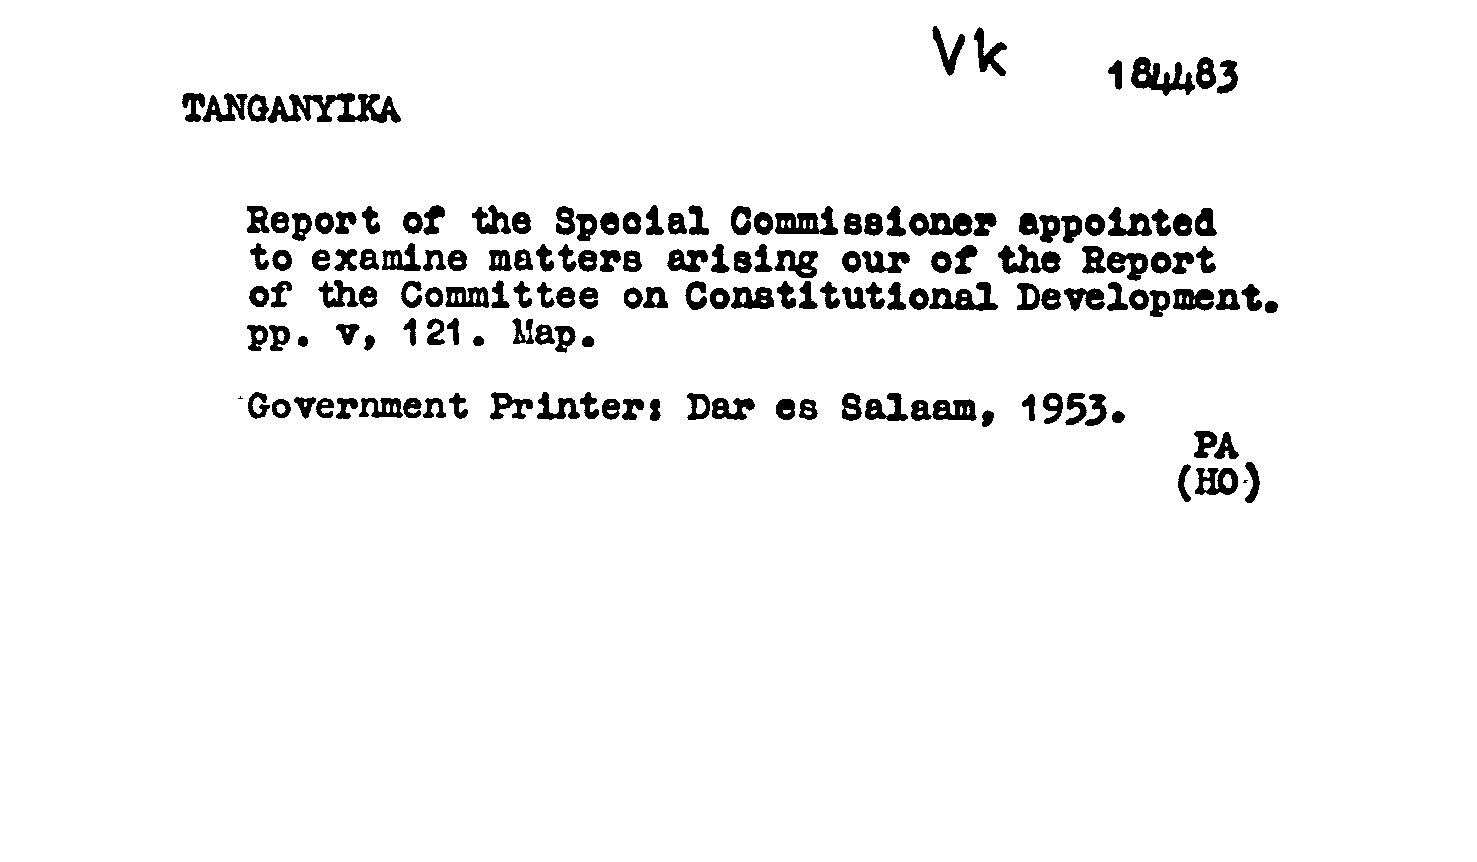 Vk 184483
TANGANYIKA
Report of the Special Commissioner appointed
to examine matters arising our of the Report
of the Committee on Constitutional Development.
pp. v, 121. Map.
Government Printer: Dar es Salaam, 1953.
PA
(HO)